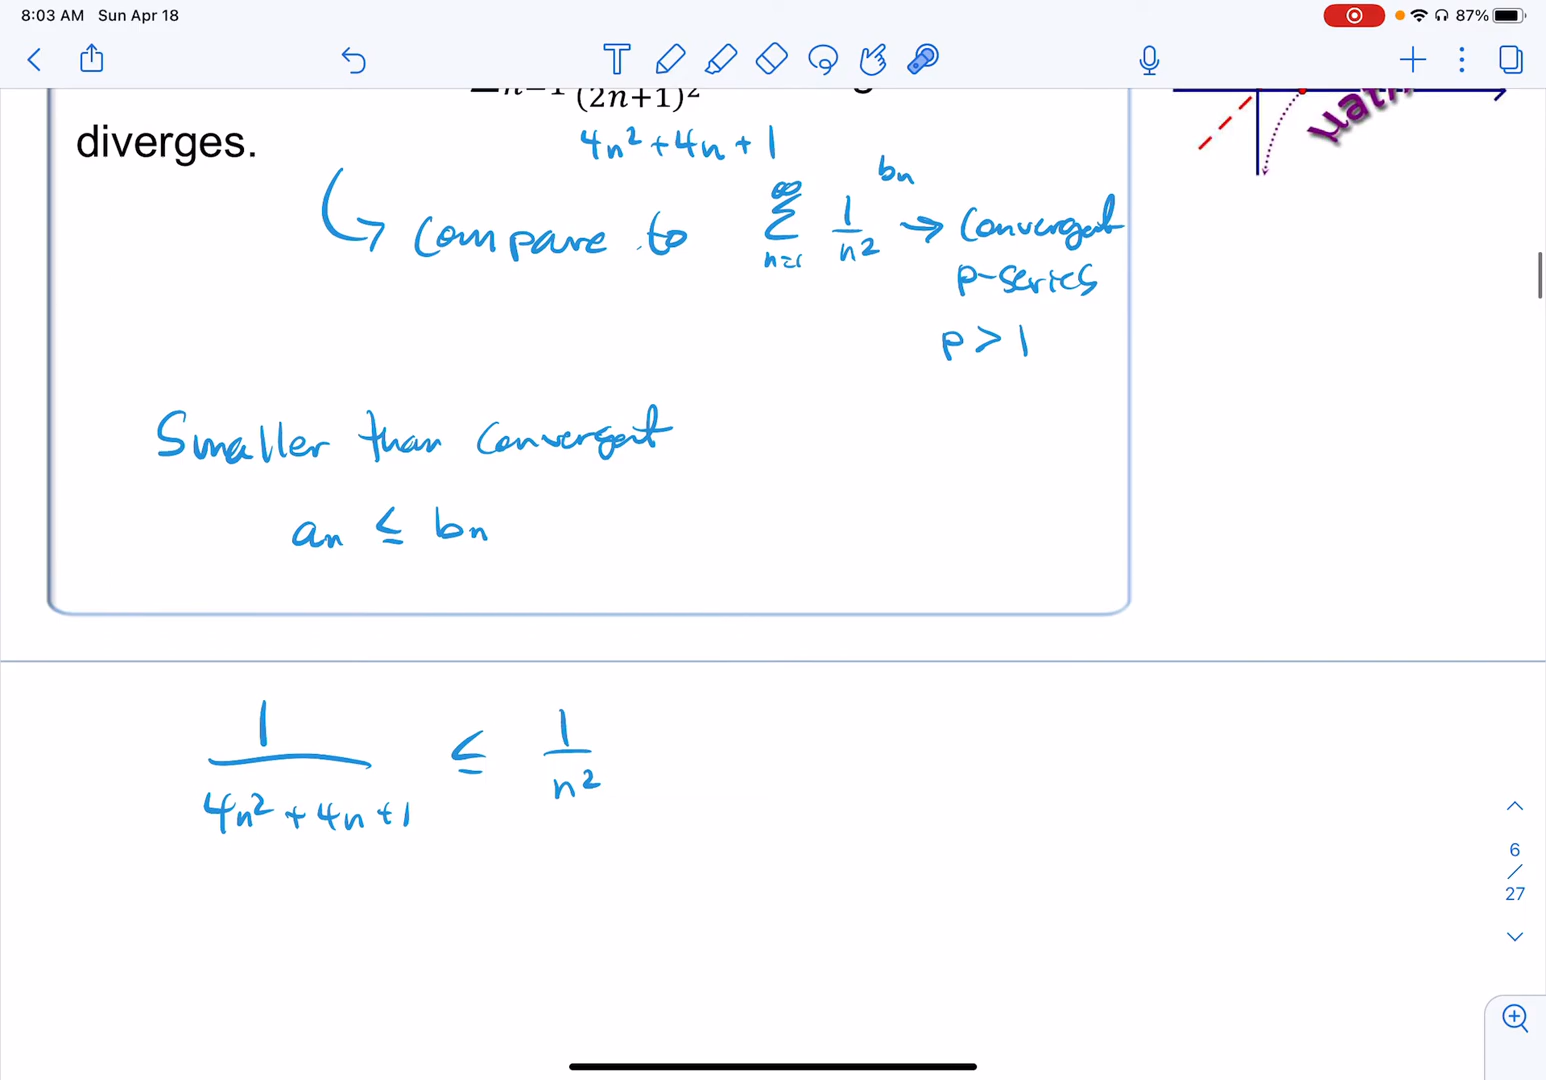 8:03 AM Sun Apr 18
87%
(2n+1)²
diverges.
4n² + 4n + 1
bn
compare to ∑ n=1 ∞ 1/n² → Convergent
p-series
p > 1
Smaller than convergent
an ≤ bn
1/(4n² + 4n + 1) ≤ 1/n²
6
/
27